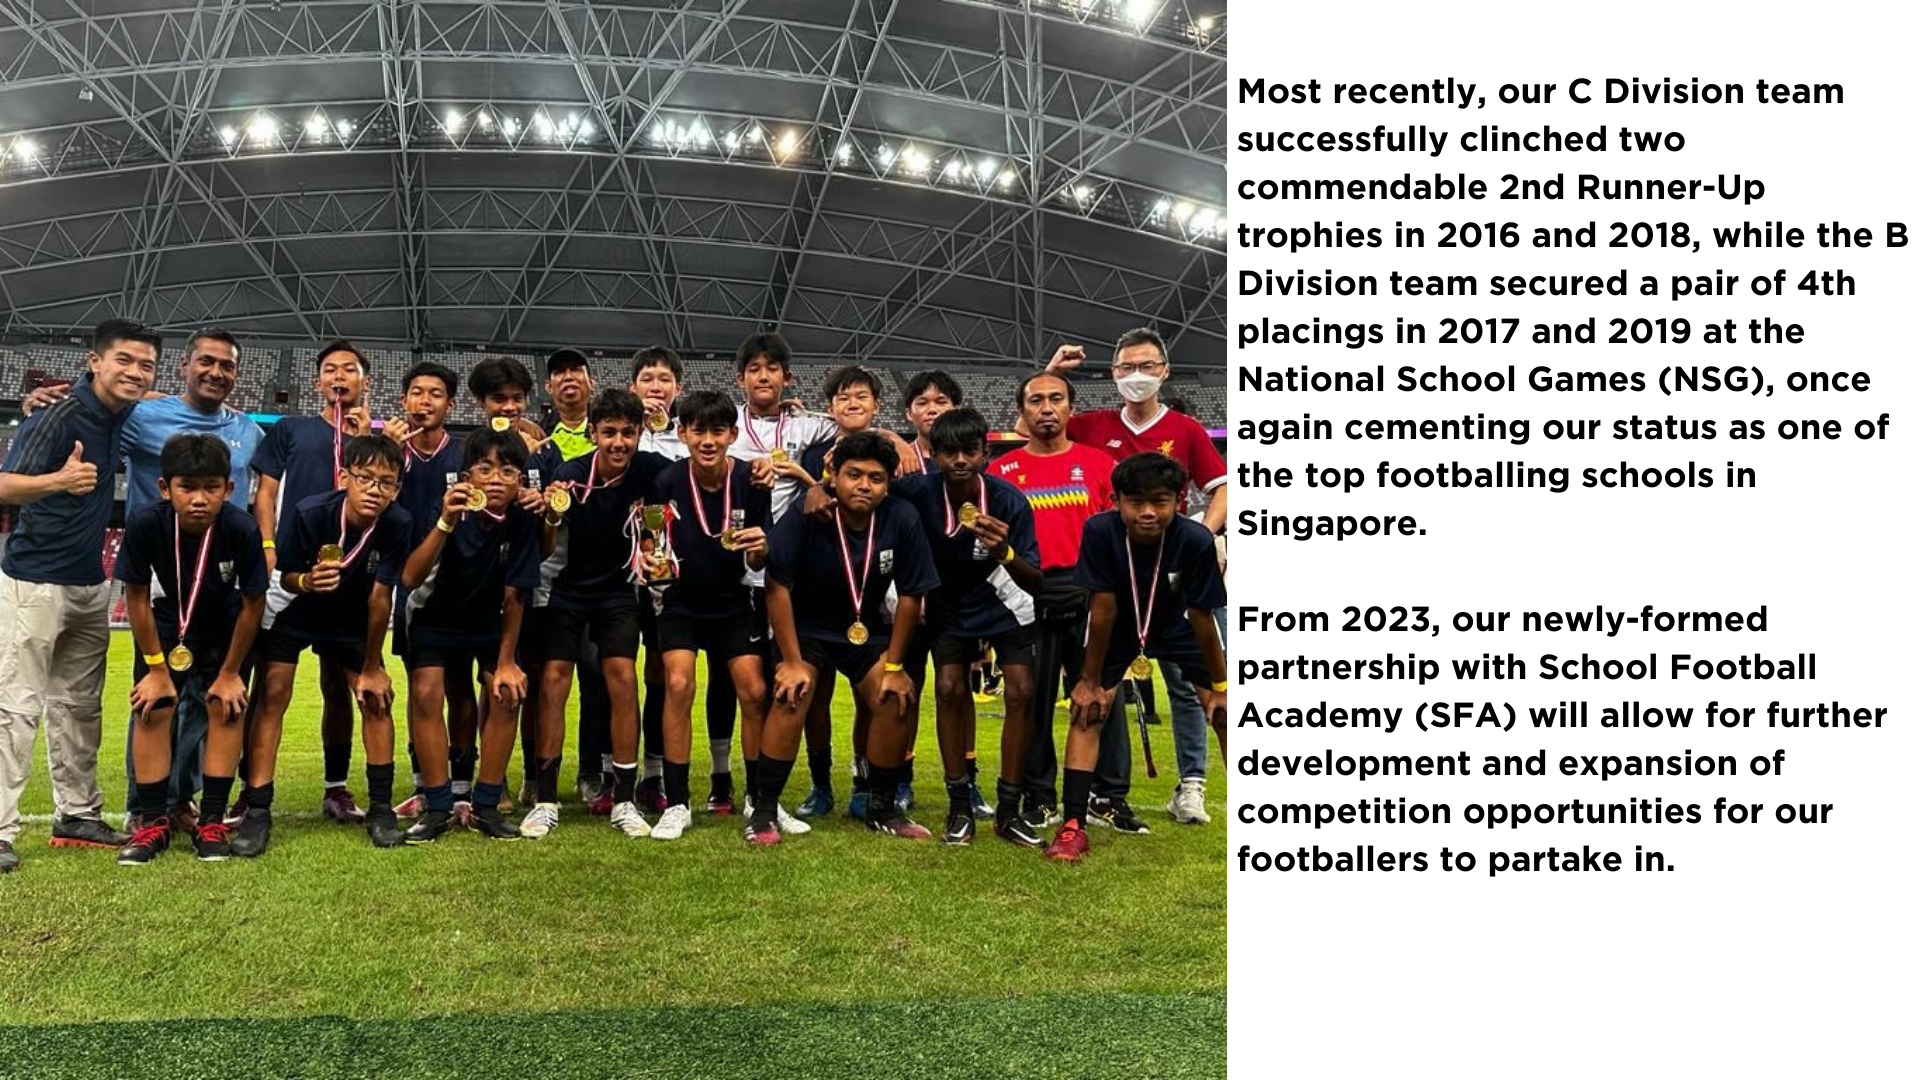 Most recently, our C Division team
successfully clinched two
commendable 2nd Runner-Up
trophies in 2016 and 2018, while the B
Division team secured a pair of 4th
placings in 2017 and 2019 at the
National School Games (NSG), once
again cementing our status as one of
the top footballing schools in
Singapore.
From 2023, our newly-formed
partnership with School Football
Academy (SFA) will allow for further
development and expansion of
competition opportunities for our
footballers to partake in.